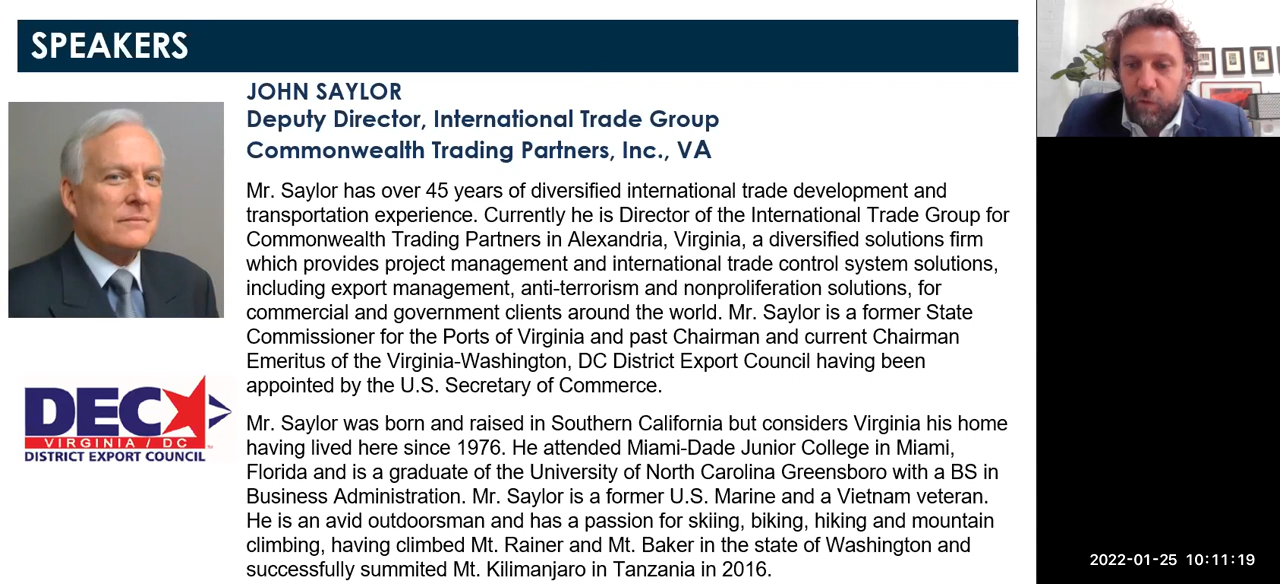 SPEAKERS
JOHN SAYLOR
Deputy Director, International Trade Group
Commonwealth Trading Partners, Inc., VA
Mr. Saylor has over 45 years of diversified international trade development and
transportation experience. Currently he is Director of the International Trade Group for
Commonwealth Trading Partners in Alexandria, Virginia, a diversified solutions firm
which provides project management and international trade control system solutions,
including export management, anti-terrorism and nonproliferation solutions, for
commercial and government clients around the world. Mr. Saylor is a former State
Commissioner for the Ports of Virginia and past Chairman and current Chairman
Emeritus of the Virginia-Washington, DC District Export Council having been
appointed by the U.S. Secretary of Commerce.
Mr. Saylor was born and raised in Southern California but considers Virginia his home
having lived here since 1976. He attended Miami-Dade Junior College in Miami,
Florida and is a graduate of the University of North Carolina Greensboro with a BS in
Business Administration. Mr. Saylor is a former U.S. Marine and a Vietnam veteran.
He is an avid outdoorsman and has a passion for skiing, biking, hiking and mountain
climbing, having climbed Mt. Rainer and Mt. Baker in the state of Washington and
successfully summited Mt. Kilimanjaro in Tanzania in 2016.
DEC
VIRGINIA / DC
DISTRICT EXPORT COUNCIL
2022-01-25 10:11:19